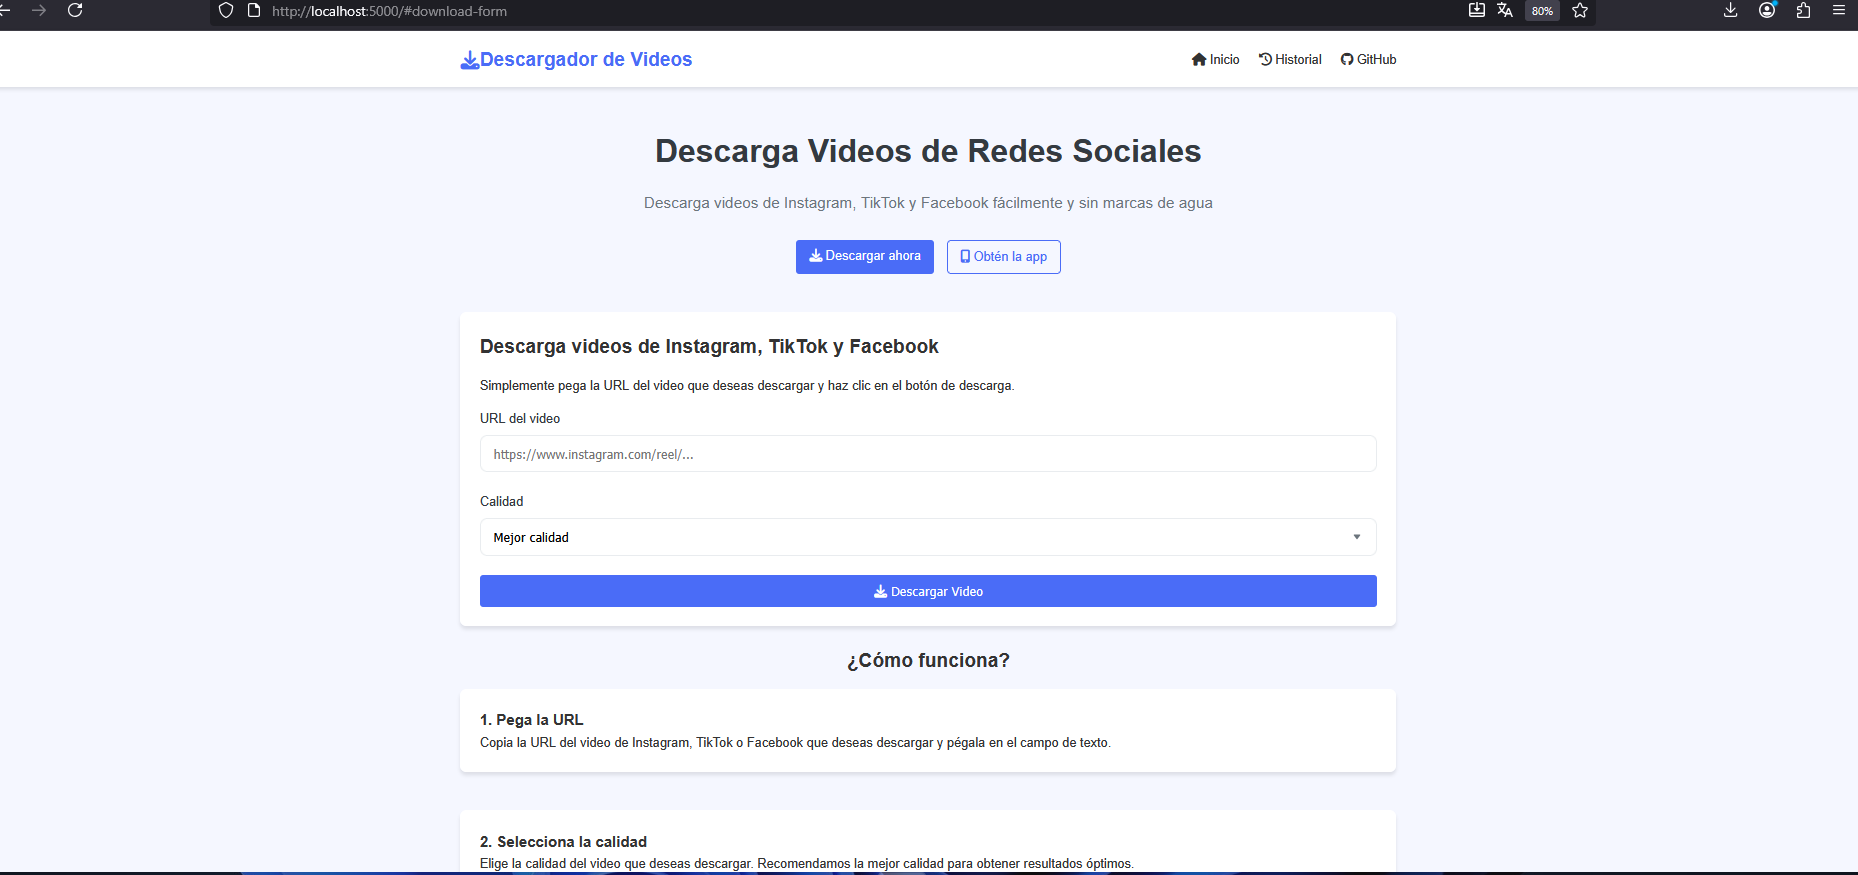 http://localhost:5000/#download-form
80%
Descargador de Videos
Inicio
Historial
GitHub
Descarga Videos de Redes Sociales
Descarga videos de Instagram, TikTok y Facebook fácilmente y sin marcas de agua
Descargar ahora
Obtén la app
Descarga videos de Instagram, TikTok y Facebook
Simplemente pega la URL del video que deseas descargar y haz clic en el botón de descarga.
URL del video
https://www.instagram.com/reel/...
Calidad
Mejor calidad
Descargar Video
¿Cómo funciona?
1. Pega la URL
Copia la URL del video de Instagram, TikTok o Facebook que deseas descargar y pégala en el campo de texto.
2. Selecciona la calidad
Elige la calidad del video que deseas descargar. Recomendamos la mejor calidad para obtener resultados óptimos.